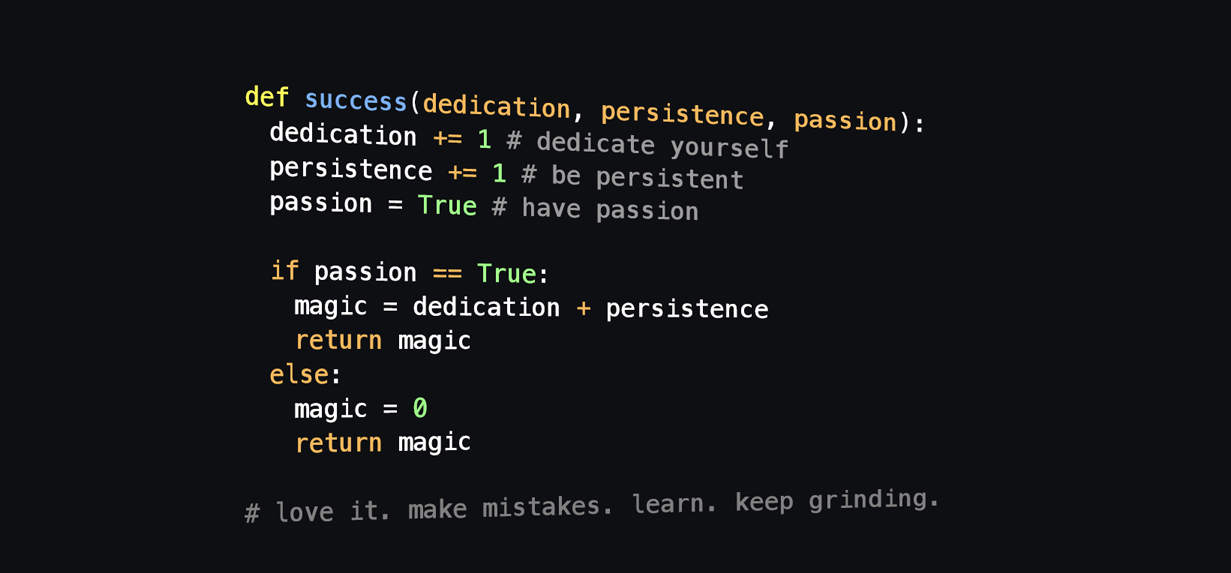 def success(dedication, persistence, passion):
  dedication += 1 # dedicate yourself
  persistence += 1 # be persistent
  passion = True # have passion

  if passion == True:
    magic = dedication + persistence
    return magic
  else:
    magic = 0
    return magic

# love it. make mistakes. learn. keep grinding.